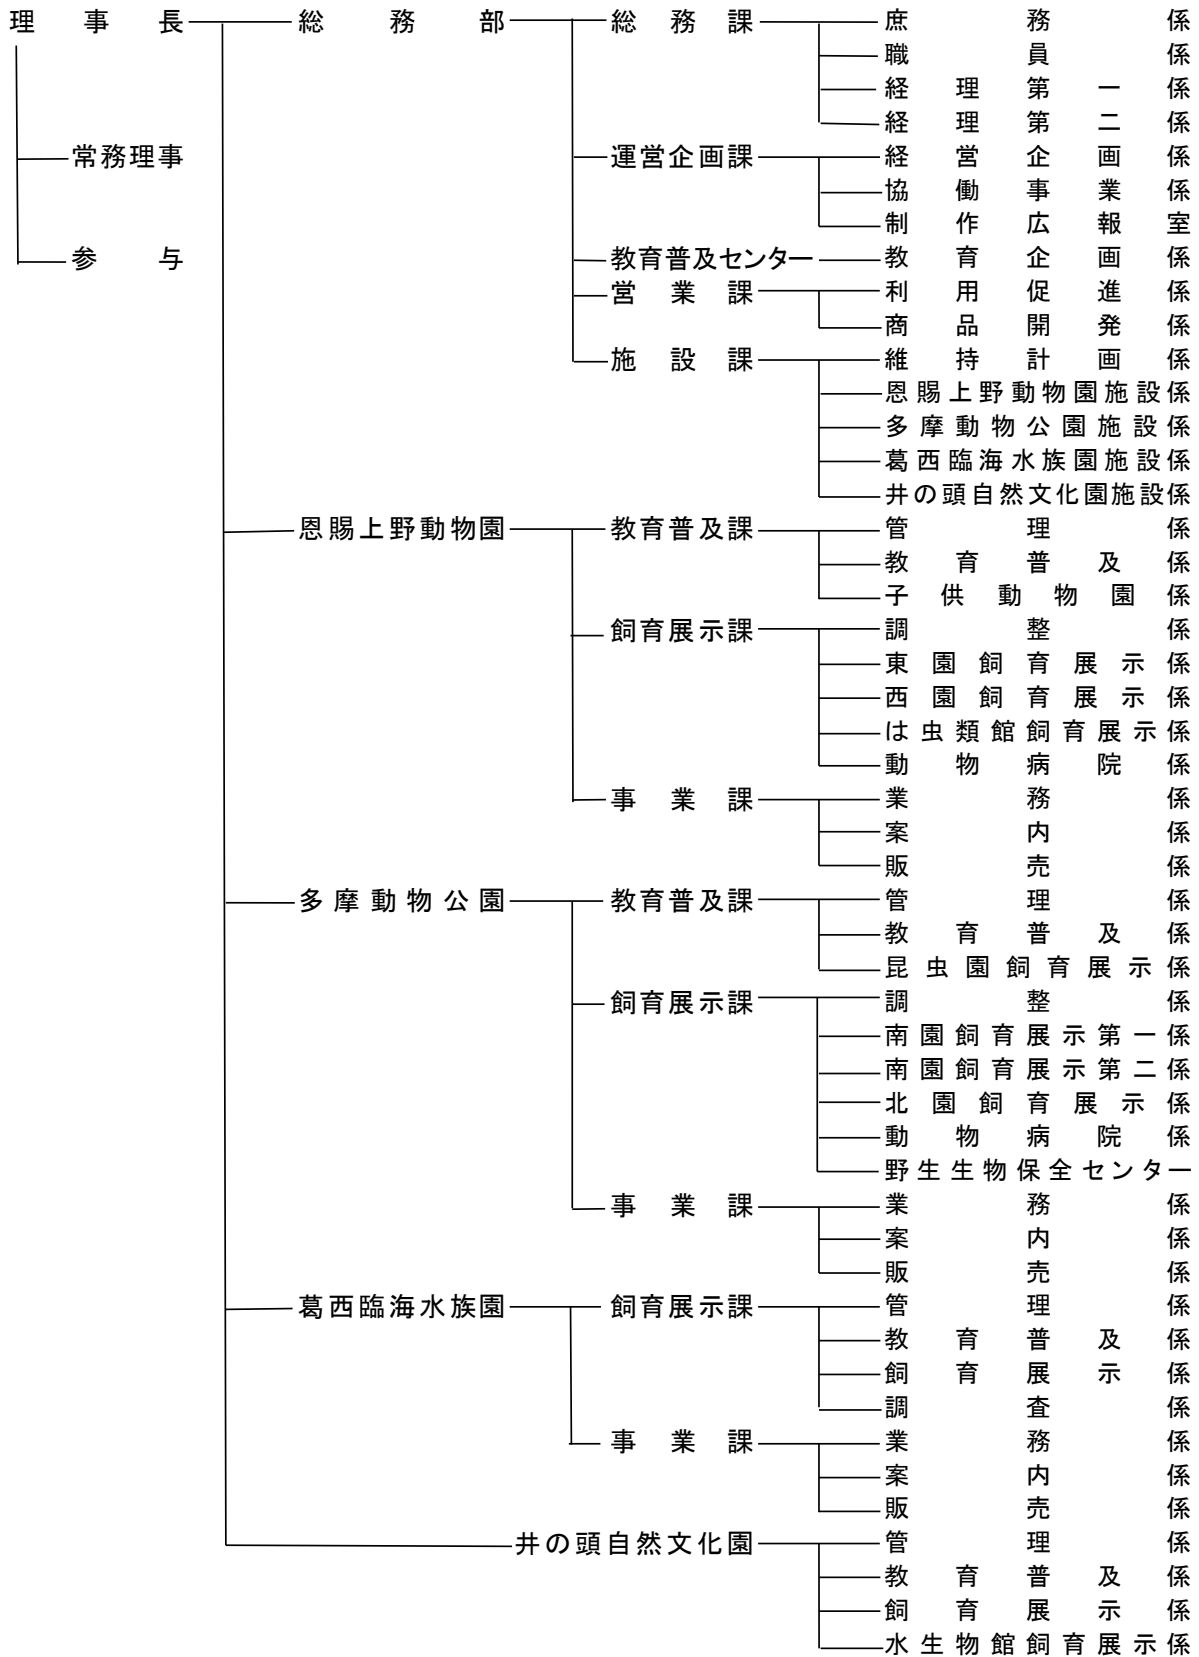 理事長 総務部 総務課 庶務係
職員係
経理第一係
経理第二係
常務理事 運営企画課 経営企画係
協働事業係
制作広報室
参与 教育普及センター 教育企画係
営業課 利用促進係
商品開発係
施設課 維持計画係
恩賜上野動物園施設係
多摩動物公園施設係
葛西臨海水族園施設係
井の頭自然文化園施設係
恩賜上野動物園 教育普及課 管理係
教育普及係
子供動物園係
飼育展示課 調整係
東園飼育展示係
西園飼育展示係
は虫類館飼育展示係
動物病院係
事業課 業務係
案内係
販売係
多摩動物公園 教育普及課 管理係
教育普及係
昆虫園飼育展示係
飼育展示課 調整係
南園飼育展示第一係
南園飼育展示第二係
北園飼育展示係
動物病院係
野生生物保全センター
事業課 業務係
案内係
販売係
葛西臨海水族園 飼育展示課 管理係
教育普及係
飼育展示係
調査係
事業課 業務係
案内係
販売係
井の頭自然文化園 管理係
教育普及係
飼育展示係
水生物館飼育展示係